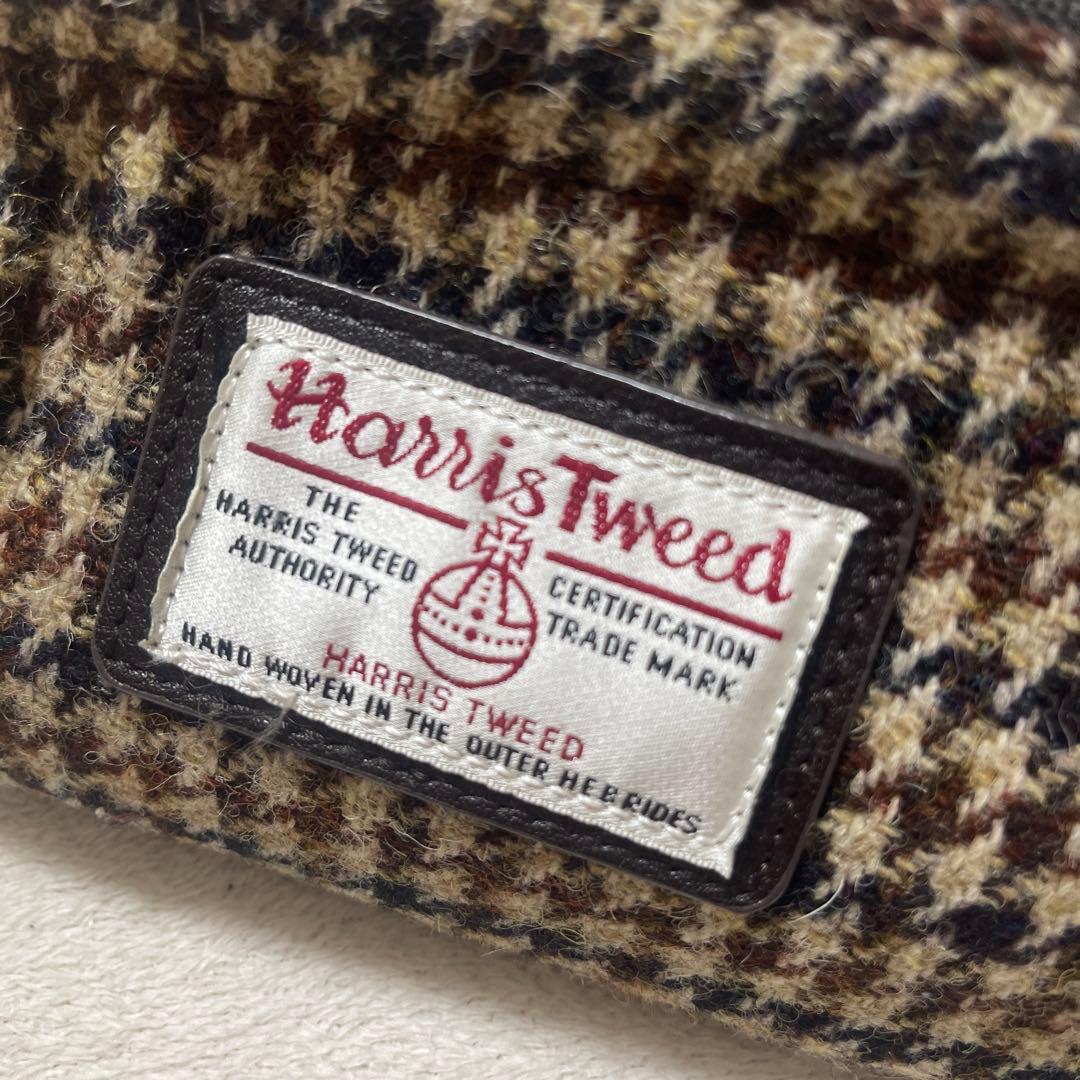 Harris Tweed
THE
HARRIS TWEED
AUTHORITY
CERTIFICATION
TRADE MARK
HARRIS TWEED
HAND WOVEN IN THE OUTER HEBRIDES